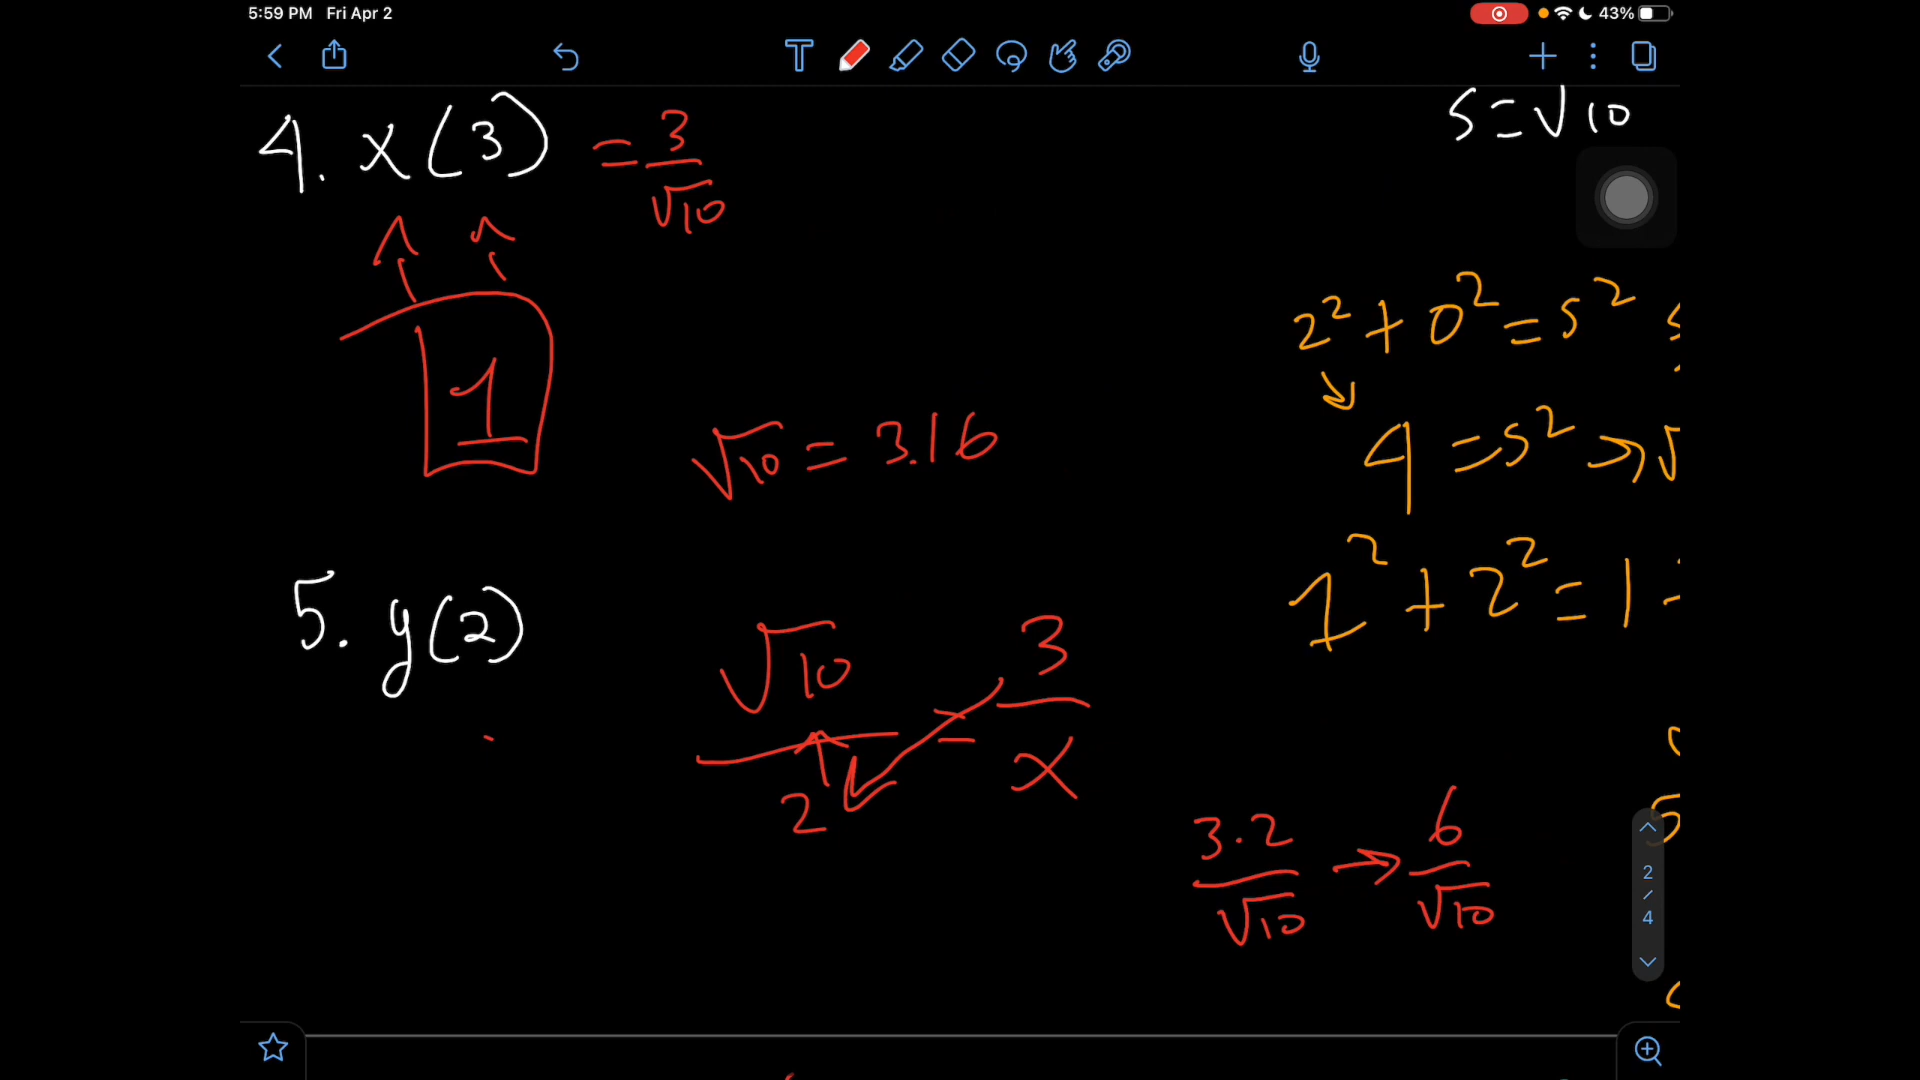 5:59 PM Fri Apr 2
43%
T
4. x(3) = 3/√10
s=√10
1
2² + 0² = s²
4 = s² → √
√10 = 3.16
1² + 2² = 1
5. y(2)
√10/2 = 3/x
3·2/√10 → 6/√10
5
2
/
4